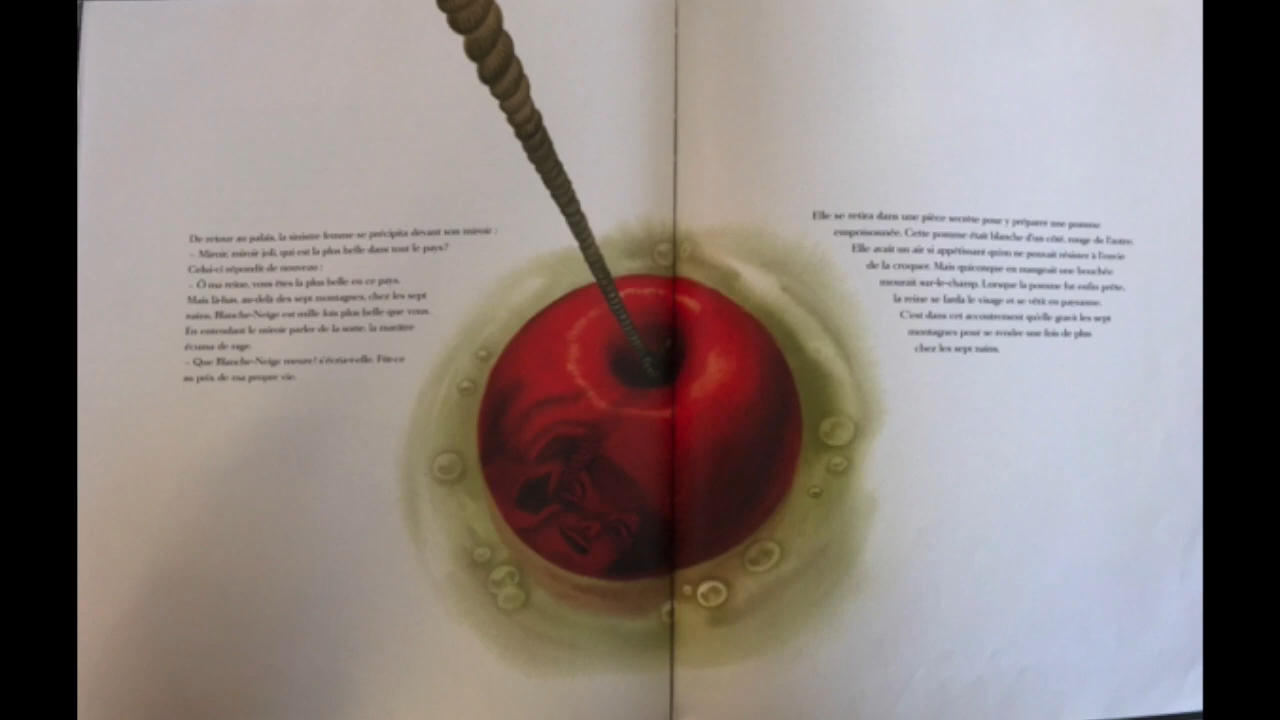 De retour au palais, la sinistre femme se précipita devant son miroir :
– Miroir, miroir joli, qui est la plus belle dans tout le pays ?
Celui-ci répondit de nouveau :
– Ô ma reine, vous êtes la plus belle en ce pays.
Mais là-bas, au-delà des sept montagnes, chez les sept
nains, Blanche-Neige est mille fois plus belle que vous.
En entendant le miroir parler de la sorte, la marâtre
écuma de rage.
– Que Blanche-Neige meure ! s'écria-t-elle. Fût-ce
au prix de ma propre vie.
Elle se retira dans une pièce secrète pour y préparer une pomme
empoisonnée. Cette pomme était blanche d'un côté, rouge de l'autre.
Elle avait un air si appétissant qu'on ne pouvait résister à l'envie
de la croquer. Mais quiconque en mangeait une bouchée
mourait sur-le-champ. Lorsque la pomme fut enfin prête,
la reine se farda le visage et se vêtit en paysanne.
C'est dans cet accoutrement qu'elle gravit les sept
montagnes pour se rendre une fois de plus
chez les sept nains.